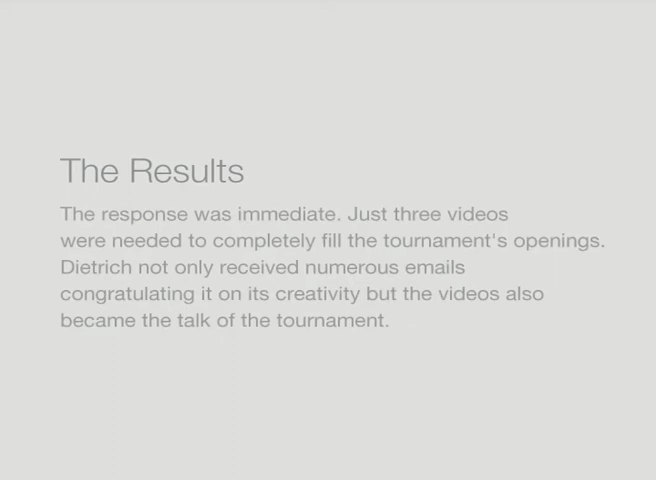 The Results
The response was immediate. Just three videos
were needed to completely fill the tournament's openings.
Dietrich not only received numerous emails
congratulating it on its creativity but the videos also
became the talk of the tournament.